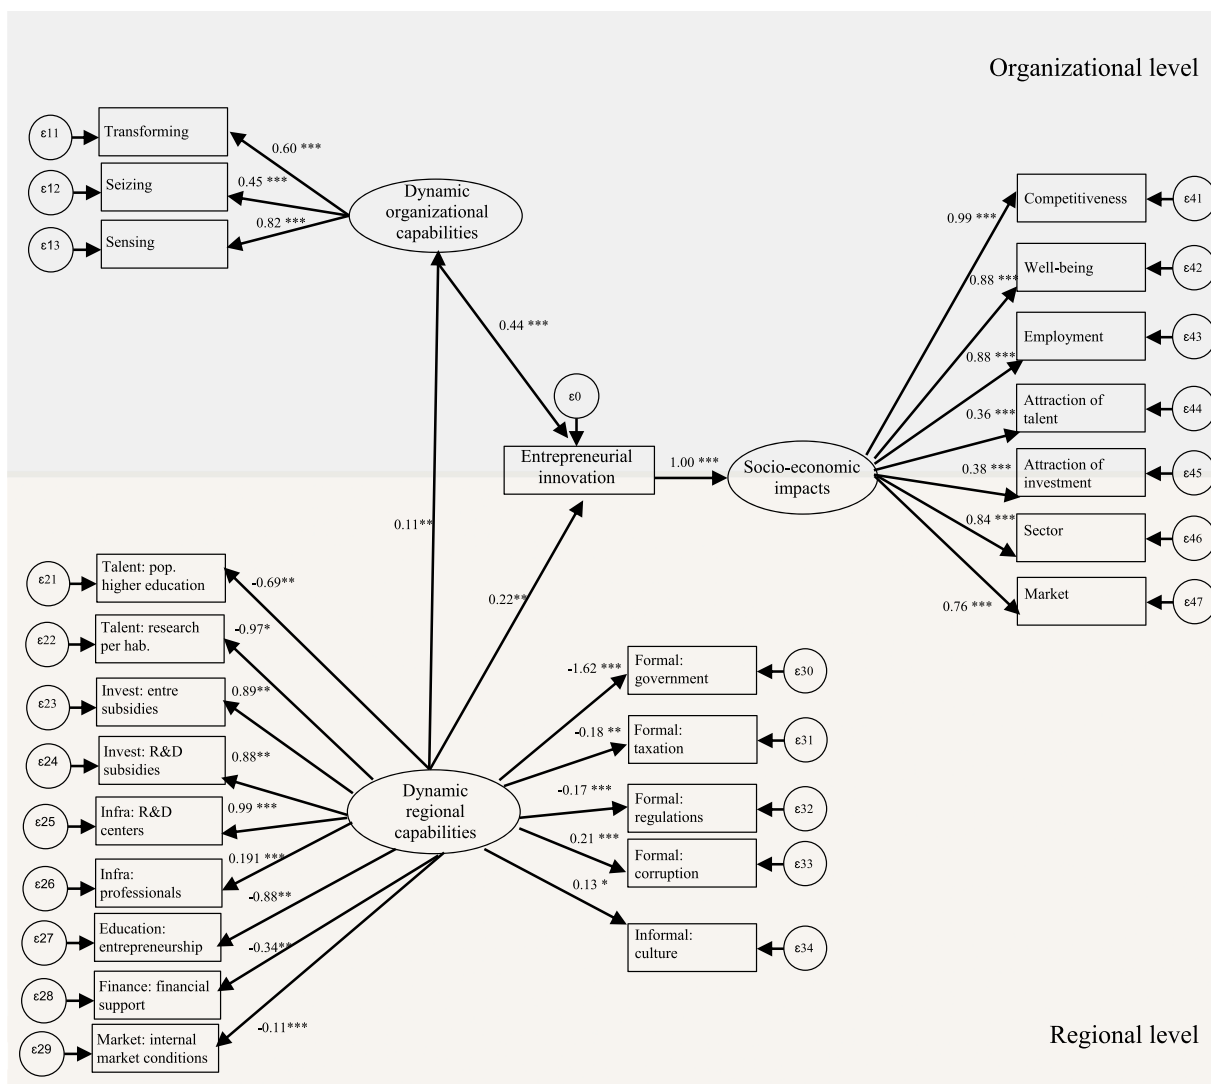 Organizational level
ε11
Transforming
0.60 ***
ε12
Seizing
0.45 ***
ε13
Sensing
0.82 ***
Dynamic
organizational
capabilities
0.44 ***
ε0
Entrepreneurial
innovation
1.00 ***
Socio-economic
impacts
0.99 ***
Competitiveness
ε41
0.88 ***
Well-being
ε42
0.88 ***
Employment
ε43
0.36 ***
Attraction of
talent
ε44
0.38 ***
Attraction of
investment
ε45
0.84 ***
Sector
ε46
0.76 ***
Market
ε47
0.11**
0.22**
ε21
Talent: pop.
higher education
-0.69**
ε22
Talent: research
per hab.
-0.97*
ε23
Invest: entre
subsidies
0.89**
ε24
Invest: R&D
subsidies
0.88**
ε25
Infra: R&D
centers
0.99 ***
ε26
Infra:
professionals
0.191 ***
ε27
Education:
entrepreneurship
-0.88**
ε28
Finance: financial
support
-0.34**
ε29
Market: internal
market conditions
-0.11***
Dynamic
regional
capabilities
-1.62 ***
Formal:
government
ε30
-0.18 **
Formal:
taxation
ε31
-0.17 ***
Formal:
regulations
ε32
0.21 ***
Formal:
corruption
ε33
0.13 *
Informal:
culture
ε34
Regional level